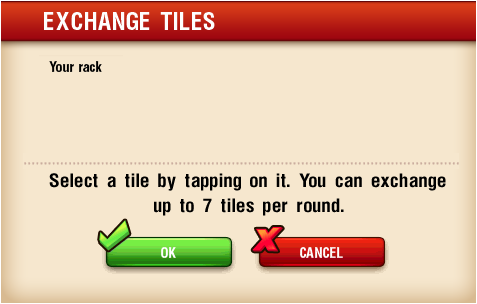 EXCHANGE TILES
Your rack
Select a tile by tapping on it. You can exchange
up to 7 tiles per round.
OK
CANCEL